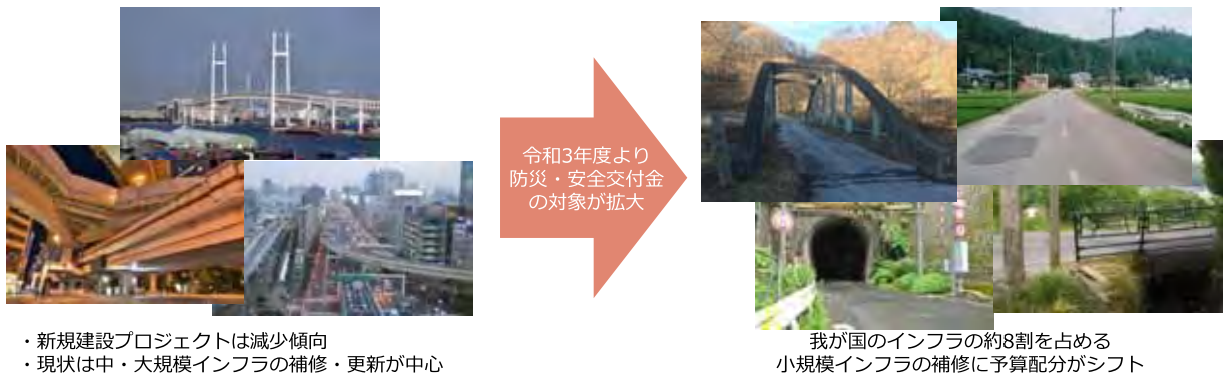 令和3年度より
防災・安全交付金
の対象が拡大
・新規建設プロジェクトは減少傾向
・現状は中・大規模インフラの補修・更新が中心
我が国のインフラの約8割を占める
小規模インフラの補修に予算配分がシフト